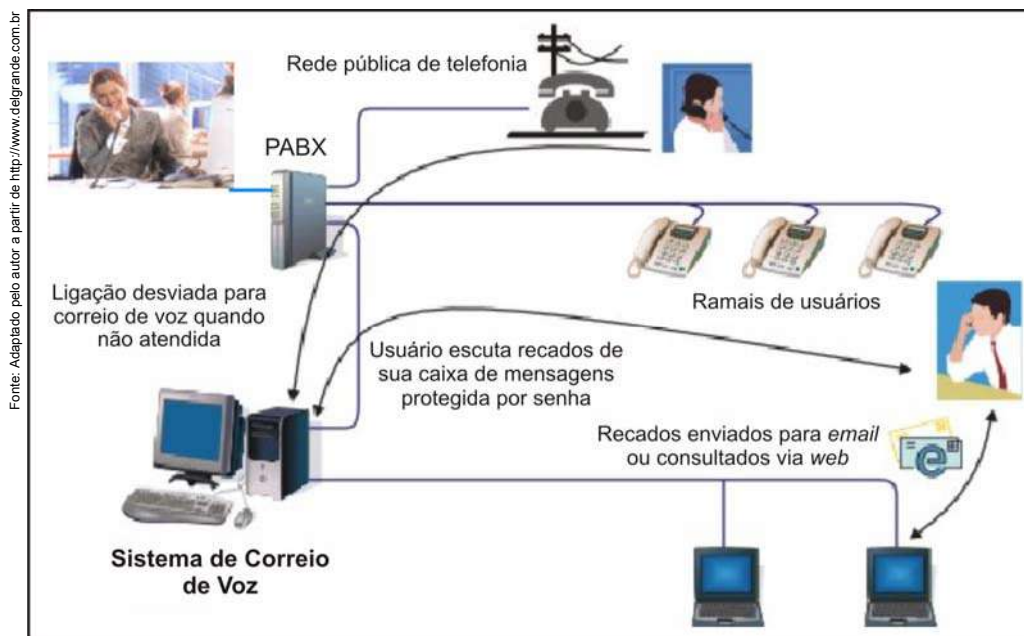 Fonte: Adaptado pelo autor a partir de http://www.delgrande.com.br
Rede pública de telefonia
PABX
Ligação desviada para
correio de voz quando
não atendida
Ramais de usuários
Usuário escuta recados de
sua caixa de mensagens
protegida por senha
Recados enviados para email
ou consultados via web
Sistema de Correio
de Voz